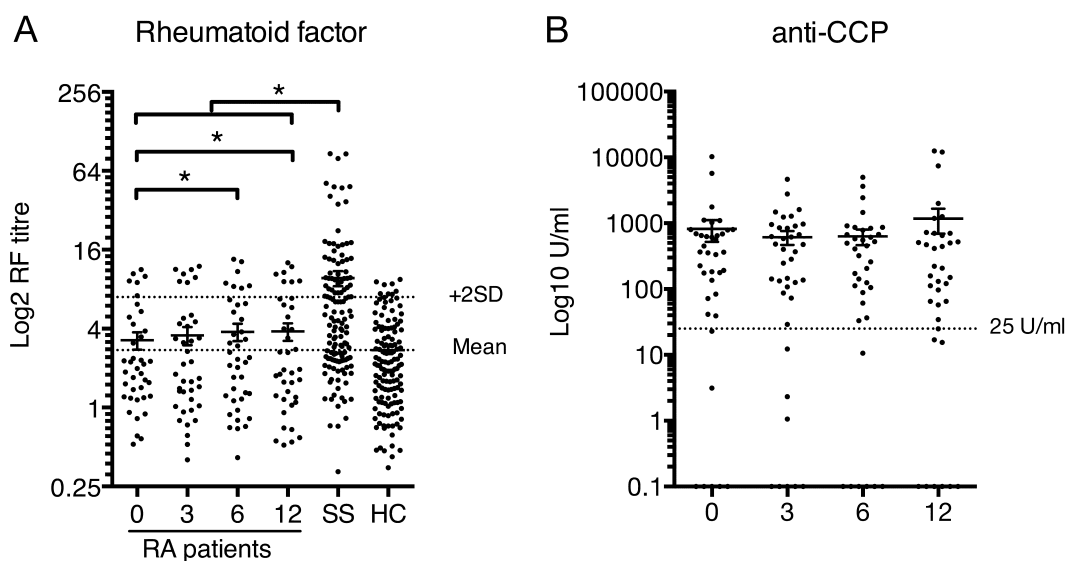 A
Rheumatoid factor
Log2 RF titre
256
64
16
4
1
0.25
*
*
*
+2SD
Mean
0
3
6
12
SS
HC
RA patients
B
anti-CCP
Log10 U/ml
100000
10000
1000
100
10
1
0.1
25 U/ml
0
3
6
12